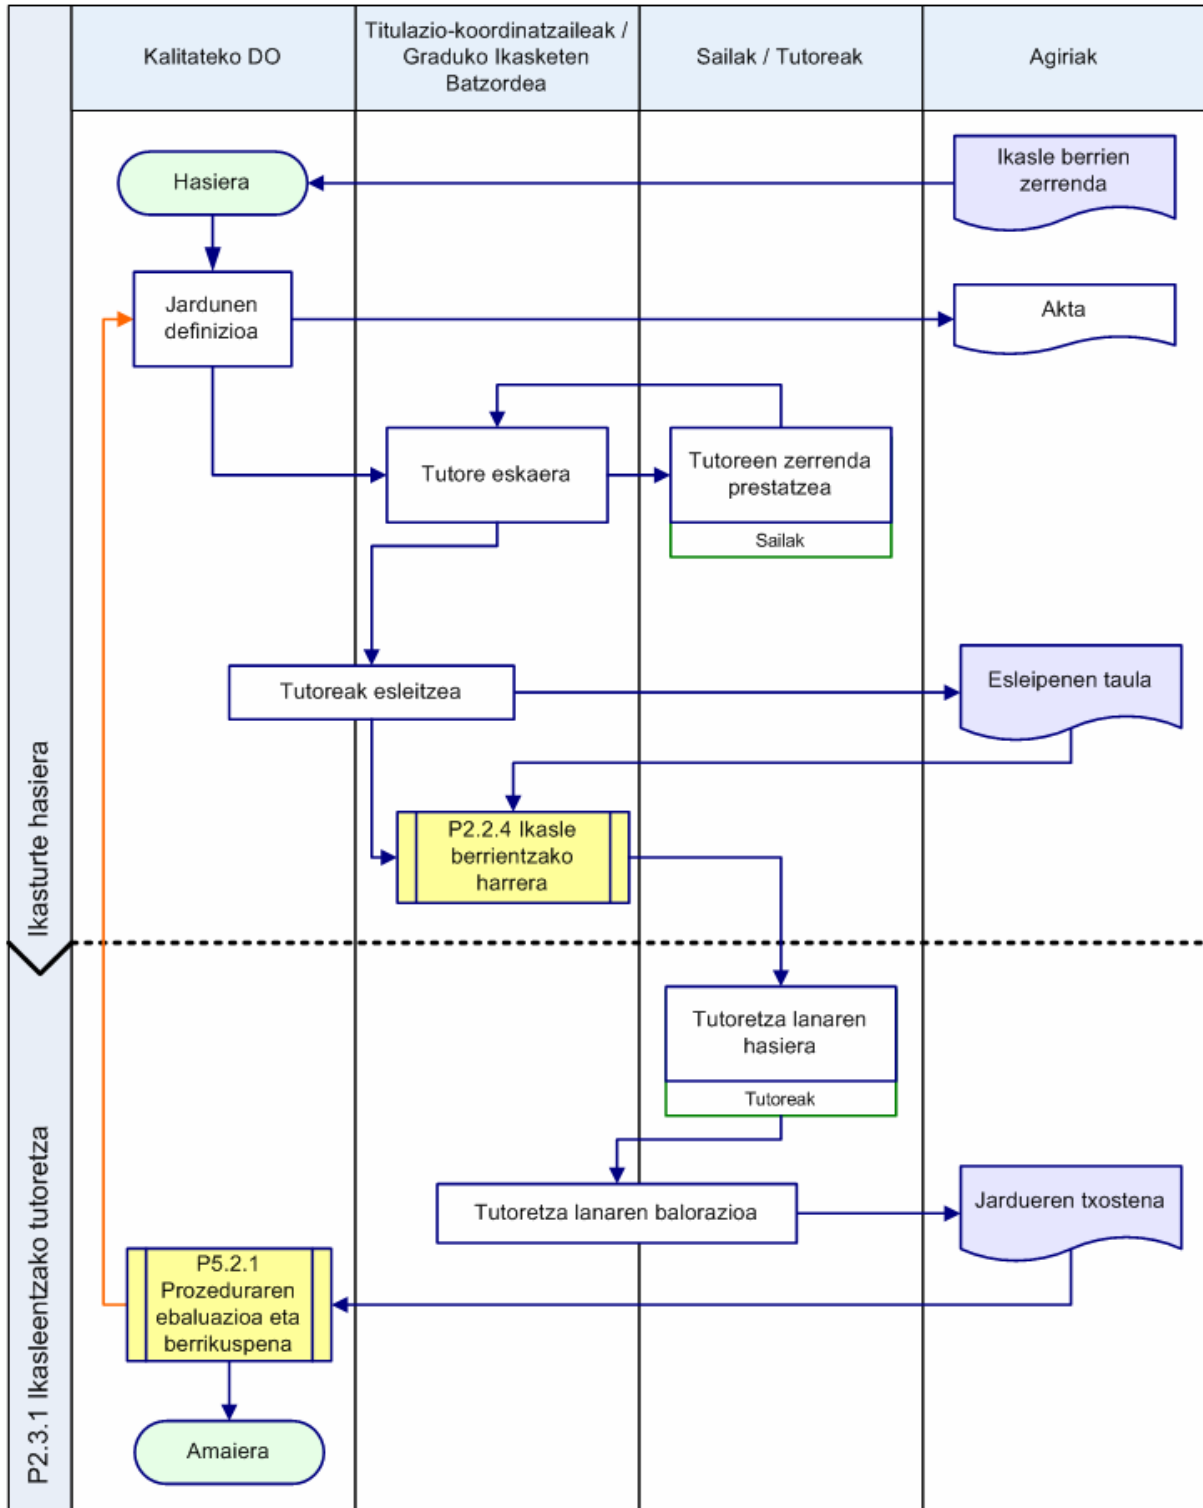 Kalitateko DO
Titulazio-koordinatzaileak /
Graduko Ikasketen
Batzordea
Sailak / Tutoreak
Agiriak
Hasiera
Ikasle berrien
zerrenda
Jardunen
definizioa
Akta
Tutore eskaera
Tutoreen zerrenda
prestatzea
Sailak
Tutoreak esleitzea
Esleipenen taula
P2.2.4 Ikasle
berrientzako
harrera
Ikasturte hasiera
Tutoretza lanaren
hasiera
Tutoreak
Tutoretza lanaren balorazioa
Jardueren txostena
P5.2.1
Prozeduraren
ebaluazioa eta
berrikuspena
Amaiera
P2.3.1 Ikasleentzako tutoretza